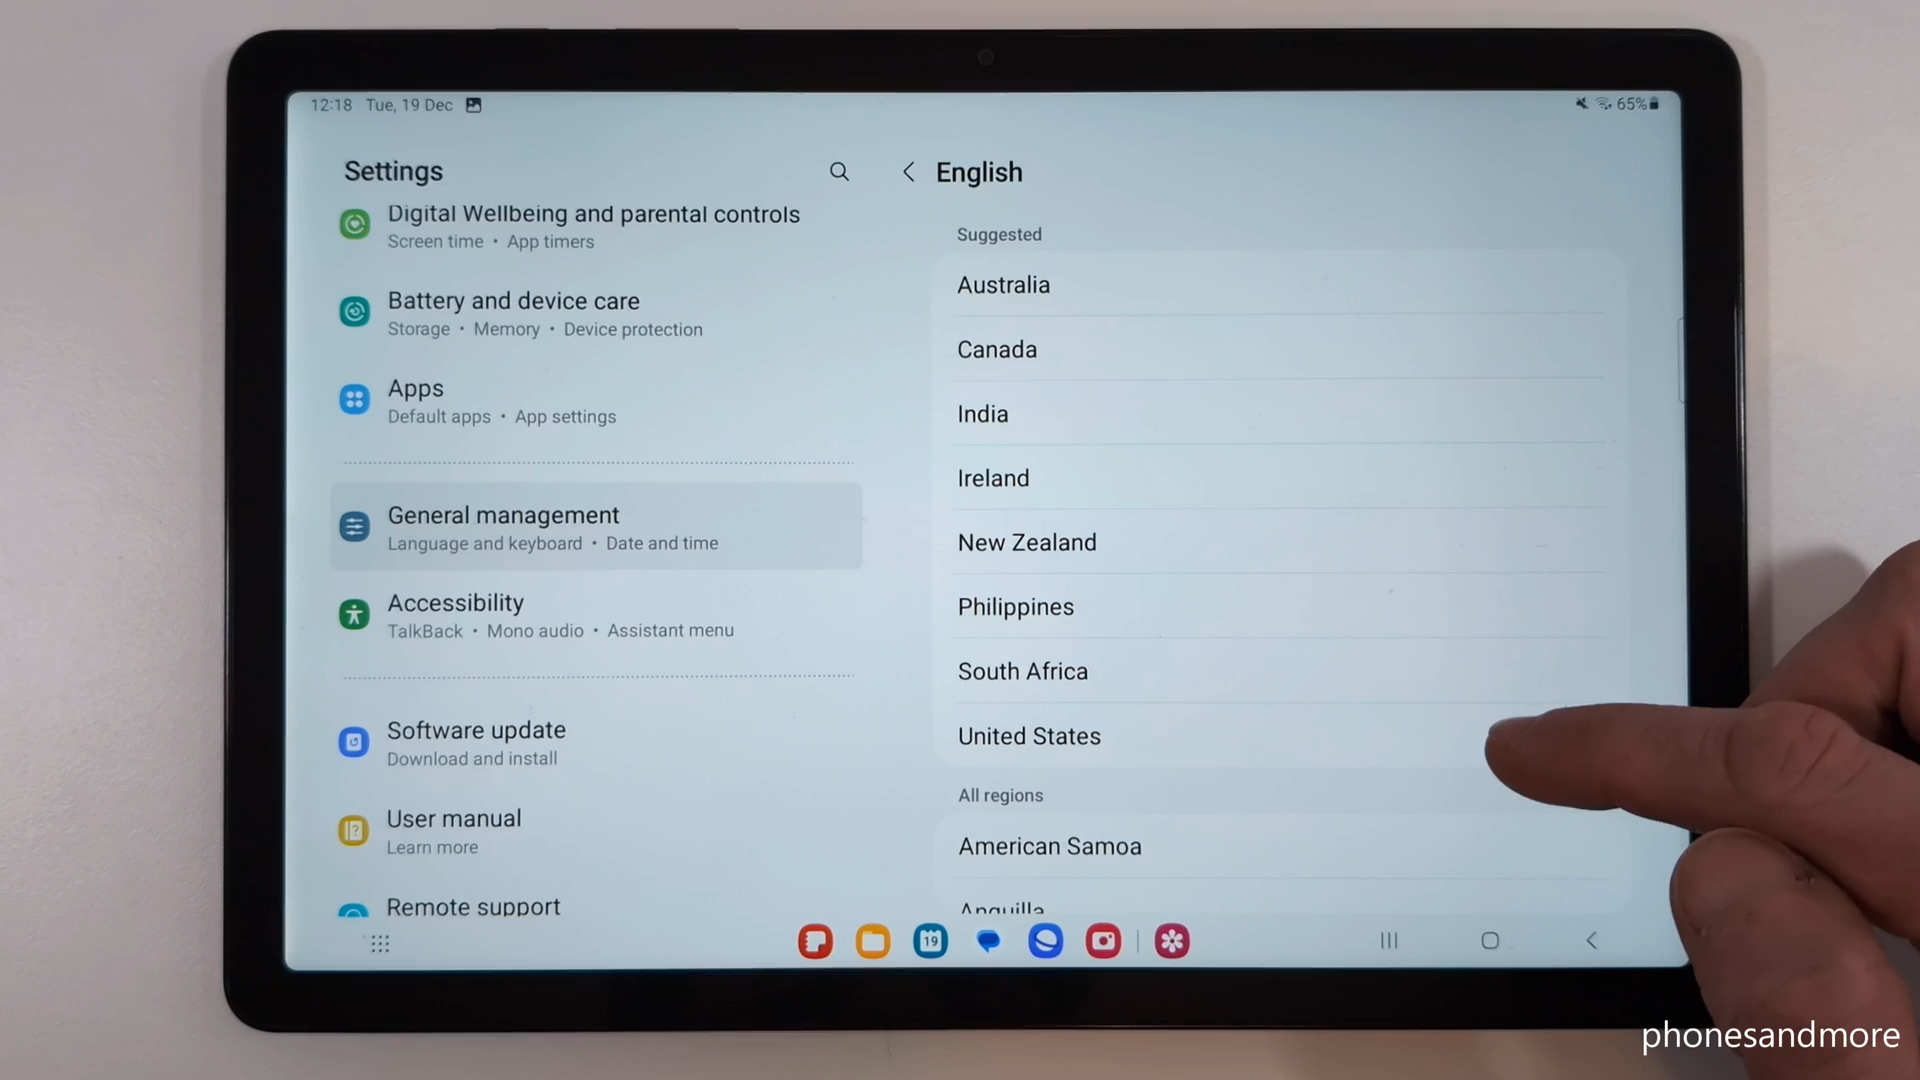 12:18 Tue, 19 Dec
65%
Settings
Digital Wellbeing and parental controls
Screen time • App timers
Battery and device care
Storage • Memory • Device protection
Apps
Default apps • App settings
General management
Language and keyboard • Date and time
Accessibility
TalkBack • Mono audio • Assistant menu
Software update
Download and install
User manual
Learn more
Remote support
English
Suggested
Australia
Canada
India
Ireland
New Zealand
Philippines
South Africa
United States
All regions
American Samoa
Anguilla
19
phonesandmore